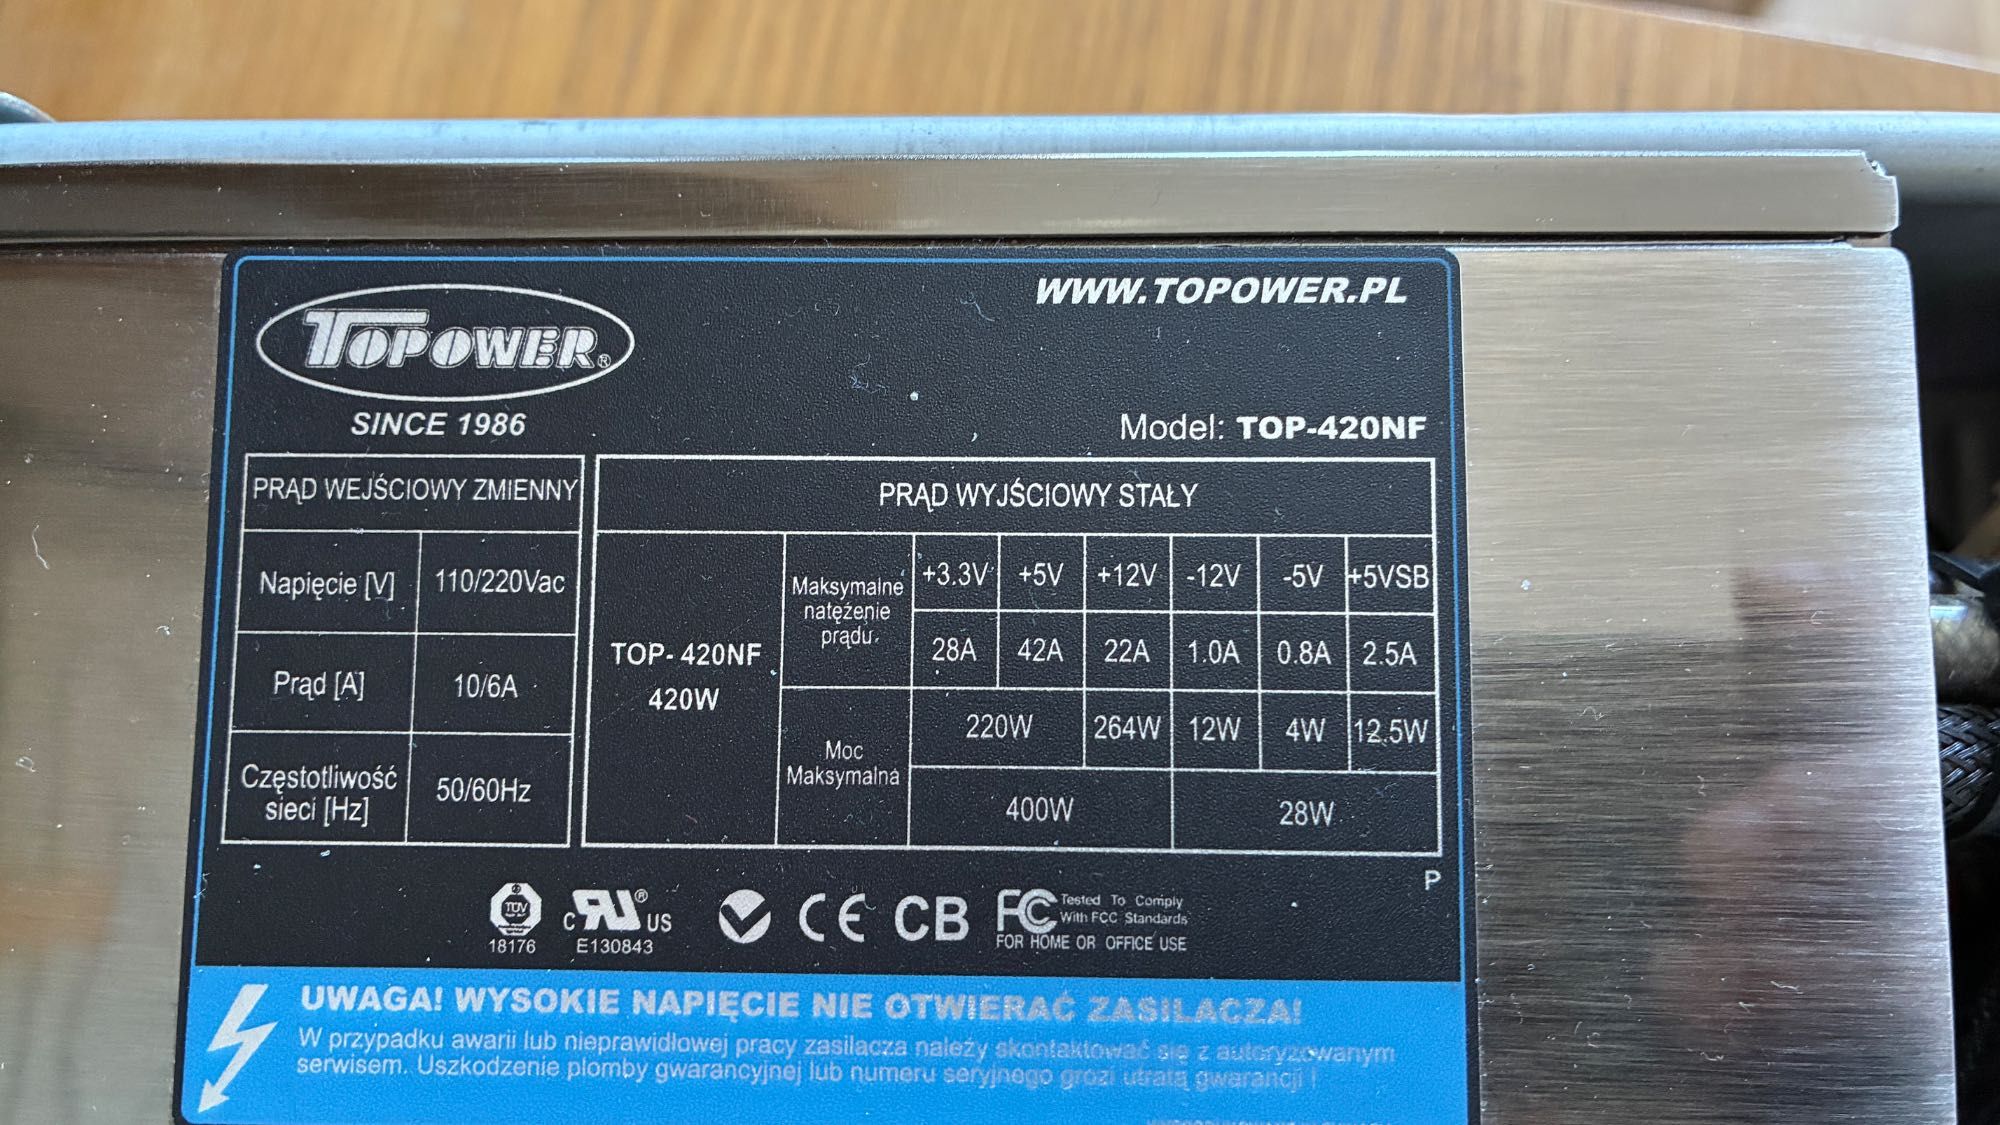 TOPOWER®
SINCE 1986
WWW.TOPOWER.PL
Model: TOP-420NF
PRĄD WEJŚCIOWY ZMIENNY
Napięcie [V] 110/220Vac
Prąd [A] 10/6A
Częstotliwość
sieci [Hz] 50/60Hz
PRĄD WYJŚCIOWY STAŁY
TOP- 420NF
420W
Maksymalne
natężenie
prądu
+3.3V +5V +12V -12V -5V +5VSB
28A 42A 22A 1.0A 0.8A 2.5A
Moc
Maksymalna
220W 264W 12W 4W 12.5W
400W 28W
P
TÜV
18176
C RU® US
E130843
CE
CB
FC Tested To Comply
With FCC Standards
FOR HOME OR OFFICE USE
UWAGA! WYSOKIE NAPIĘCIE NIE OTWIERAĆ ZASILACZA!
W przypadku awarii lub nieprawidłowej pracy zasilacza należy skontaktować się z autoryzowanym
serwisem. Uszkodzenie plomby gwarancyjnej lub numeru seryjnego grozi utratą gwarancji !